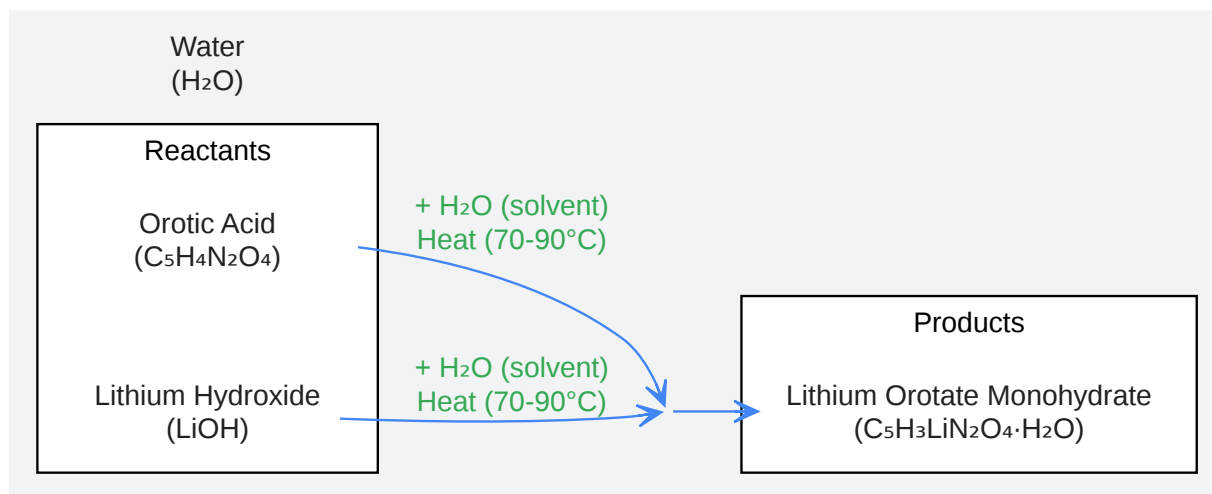 Water
(H₂O)
Reactants
Orotic Acid
(C₅H₄N₂O₄)
+ H₂O (solvent)
Heat (70-90°C)
Lithium Hydroxide
(LiOH)
+ H₂O (solvent)
Heat (70-90°C)
Products
Lithium Orotate Monohydrate
(C₅H₃LiN₂O₄·H₂O)